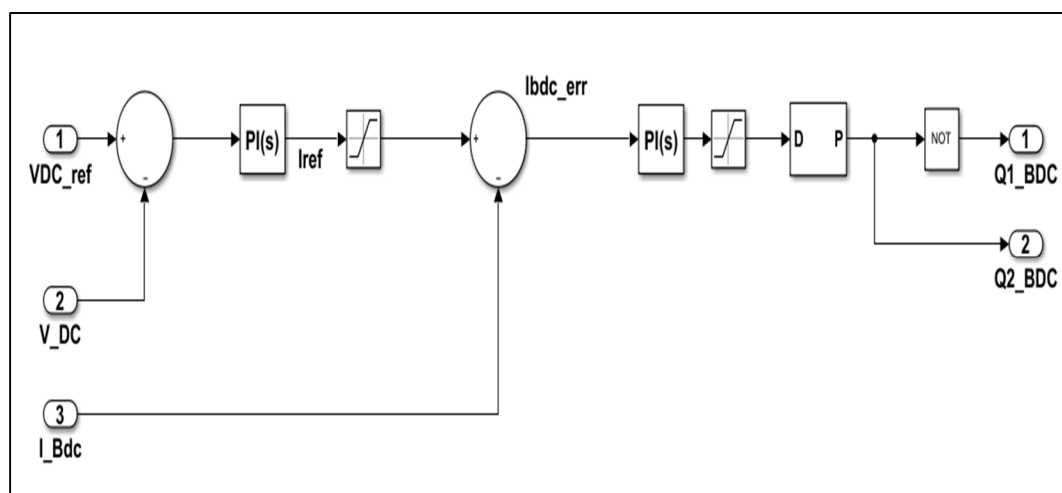 Ibdc_err
1
VDC_ref
+
−
PI(s)
Iref
+
−
PI(s)
D P
NOT
1
Q1_BDC
2
Q2_BDC
2
V_DC
3
I_Bdc